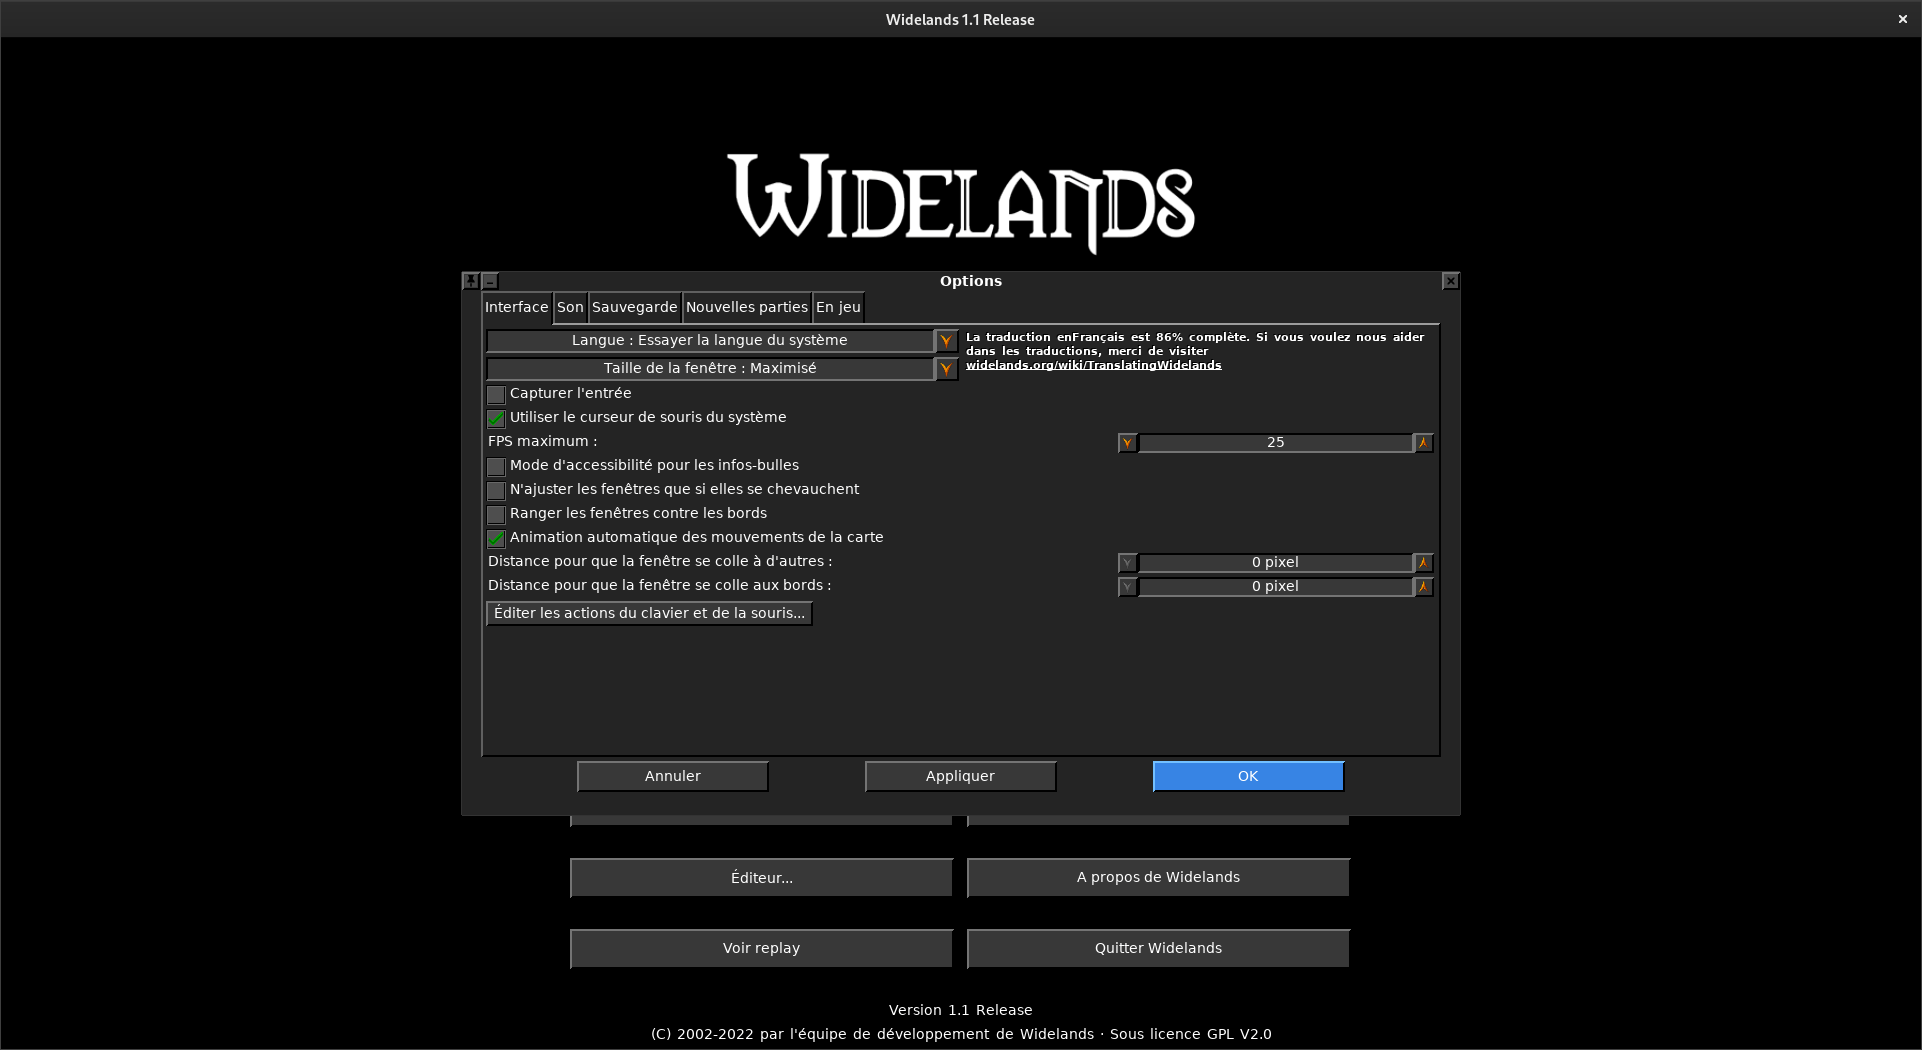 Widelands 1.1 Release
WIDELANDS
Options
Interface Son Sauvegarde Nouvelles parties En jeu
Langue : Essayer la langue du système
La traduction enFrançais est 86% complète. Si vous voulez nous aider
dans les traductions, merci de visiter
widelands.org/wiki/TranslatingWidelands
Taille de la fenêtre : Maximisé
Capturer l'entrée
Utiliser le curseur de souris du système
FPS maximum : 25
Mode d'accessibilité pour les infos-bulles
N'ajuster les fenêtres que si elles se chevauchent
Ranger les fenêtres contre les bords
Animation automatique des mouvements de la carte
Distance pour que la fenêtre se colle à d'autres : 0 pixel
Distance pour que la fenêtre se colle aux bords : 0 pixel
Éditer les actions du clavier et de la souris...
Annuler Appliquer OK
Éditeur... A propos de Widelands
Voir replay Quitter Widelands
Version 1.1 Release
(C) 2002-2022 par l'équipe de développement de Widelands · Sous licence GPL V2.0